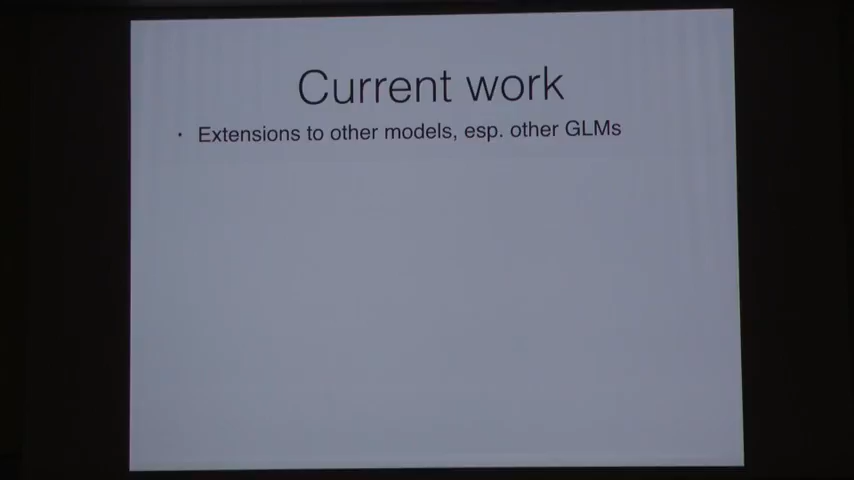 Current work
· Extensions to other models, esp. other GLMs